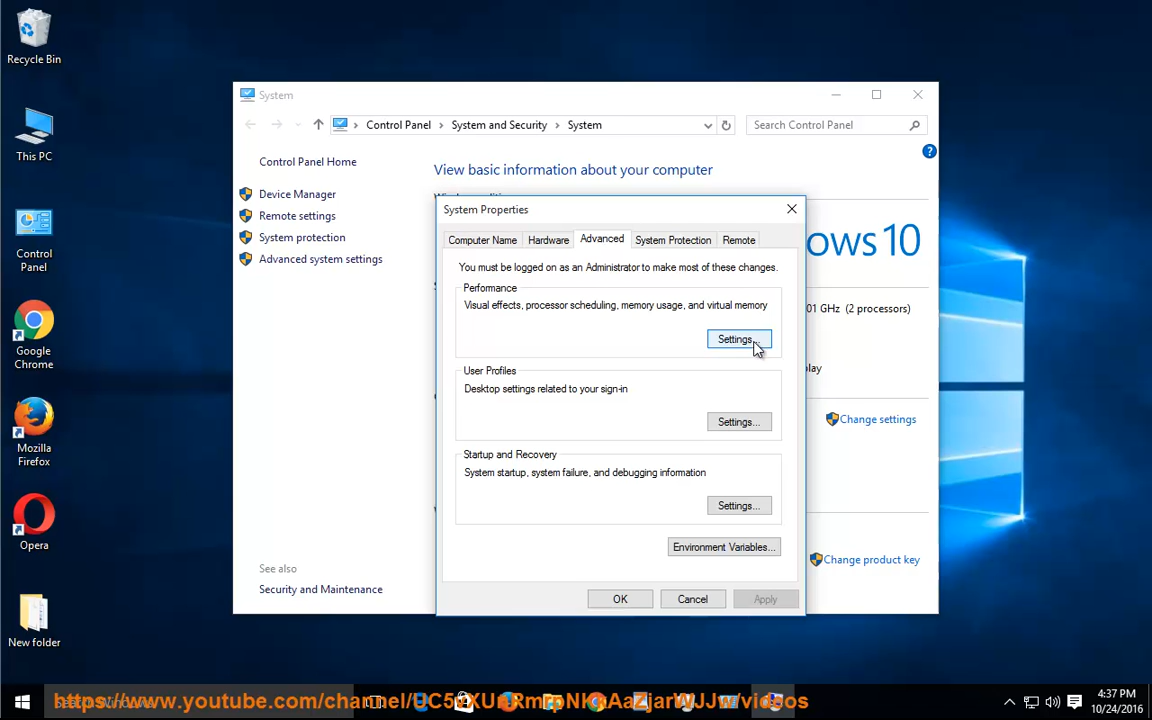 Recycle Bin
This PC
Control
Panel
Google
Chrome
Mozilla
Firefox
Opera
New folder
System
Control Panel
System and Security
System
Search Control Panel
Control Panel Home
Device Manager
Remote settings
System protection
Advanced system settings
See also
Security and Maintenance
View basic information about your computer
ows 10
01 GHz (2 processors)
play
Change settings
Change product key
System Properties
Computer Name
Hardware
Advanced
System Protection
Remote
You must be logged on as an Administrator to make most of these changes.
Performance
Visual effects, processor scheduling, memory usage, and virtual memory
Settings...
User Profiles
Desktop settings related to your sign-in
Settings...
Startup and Recovery
System startup, system failure, and debugging information
Settings...
Environment Variables...
OK
Cancel
Apply
4:37 PM
10/24/2016